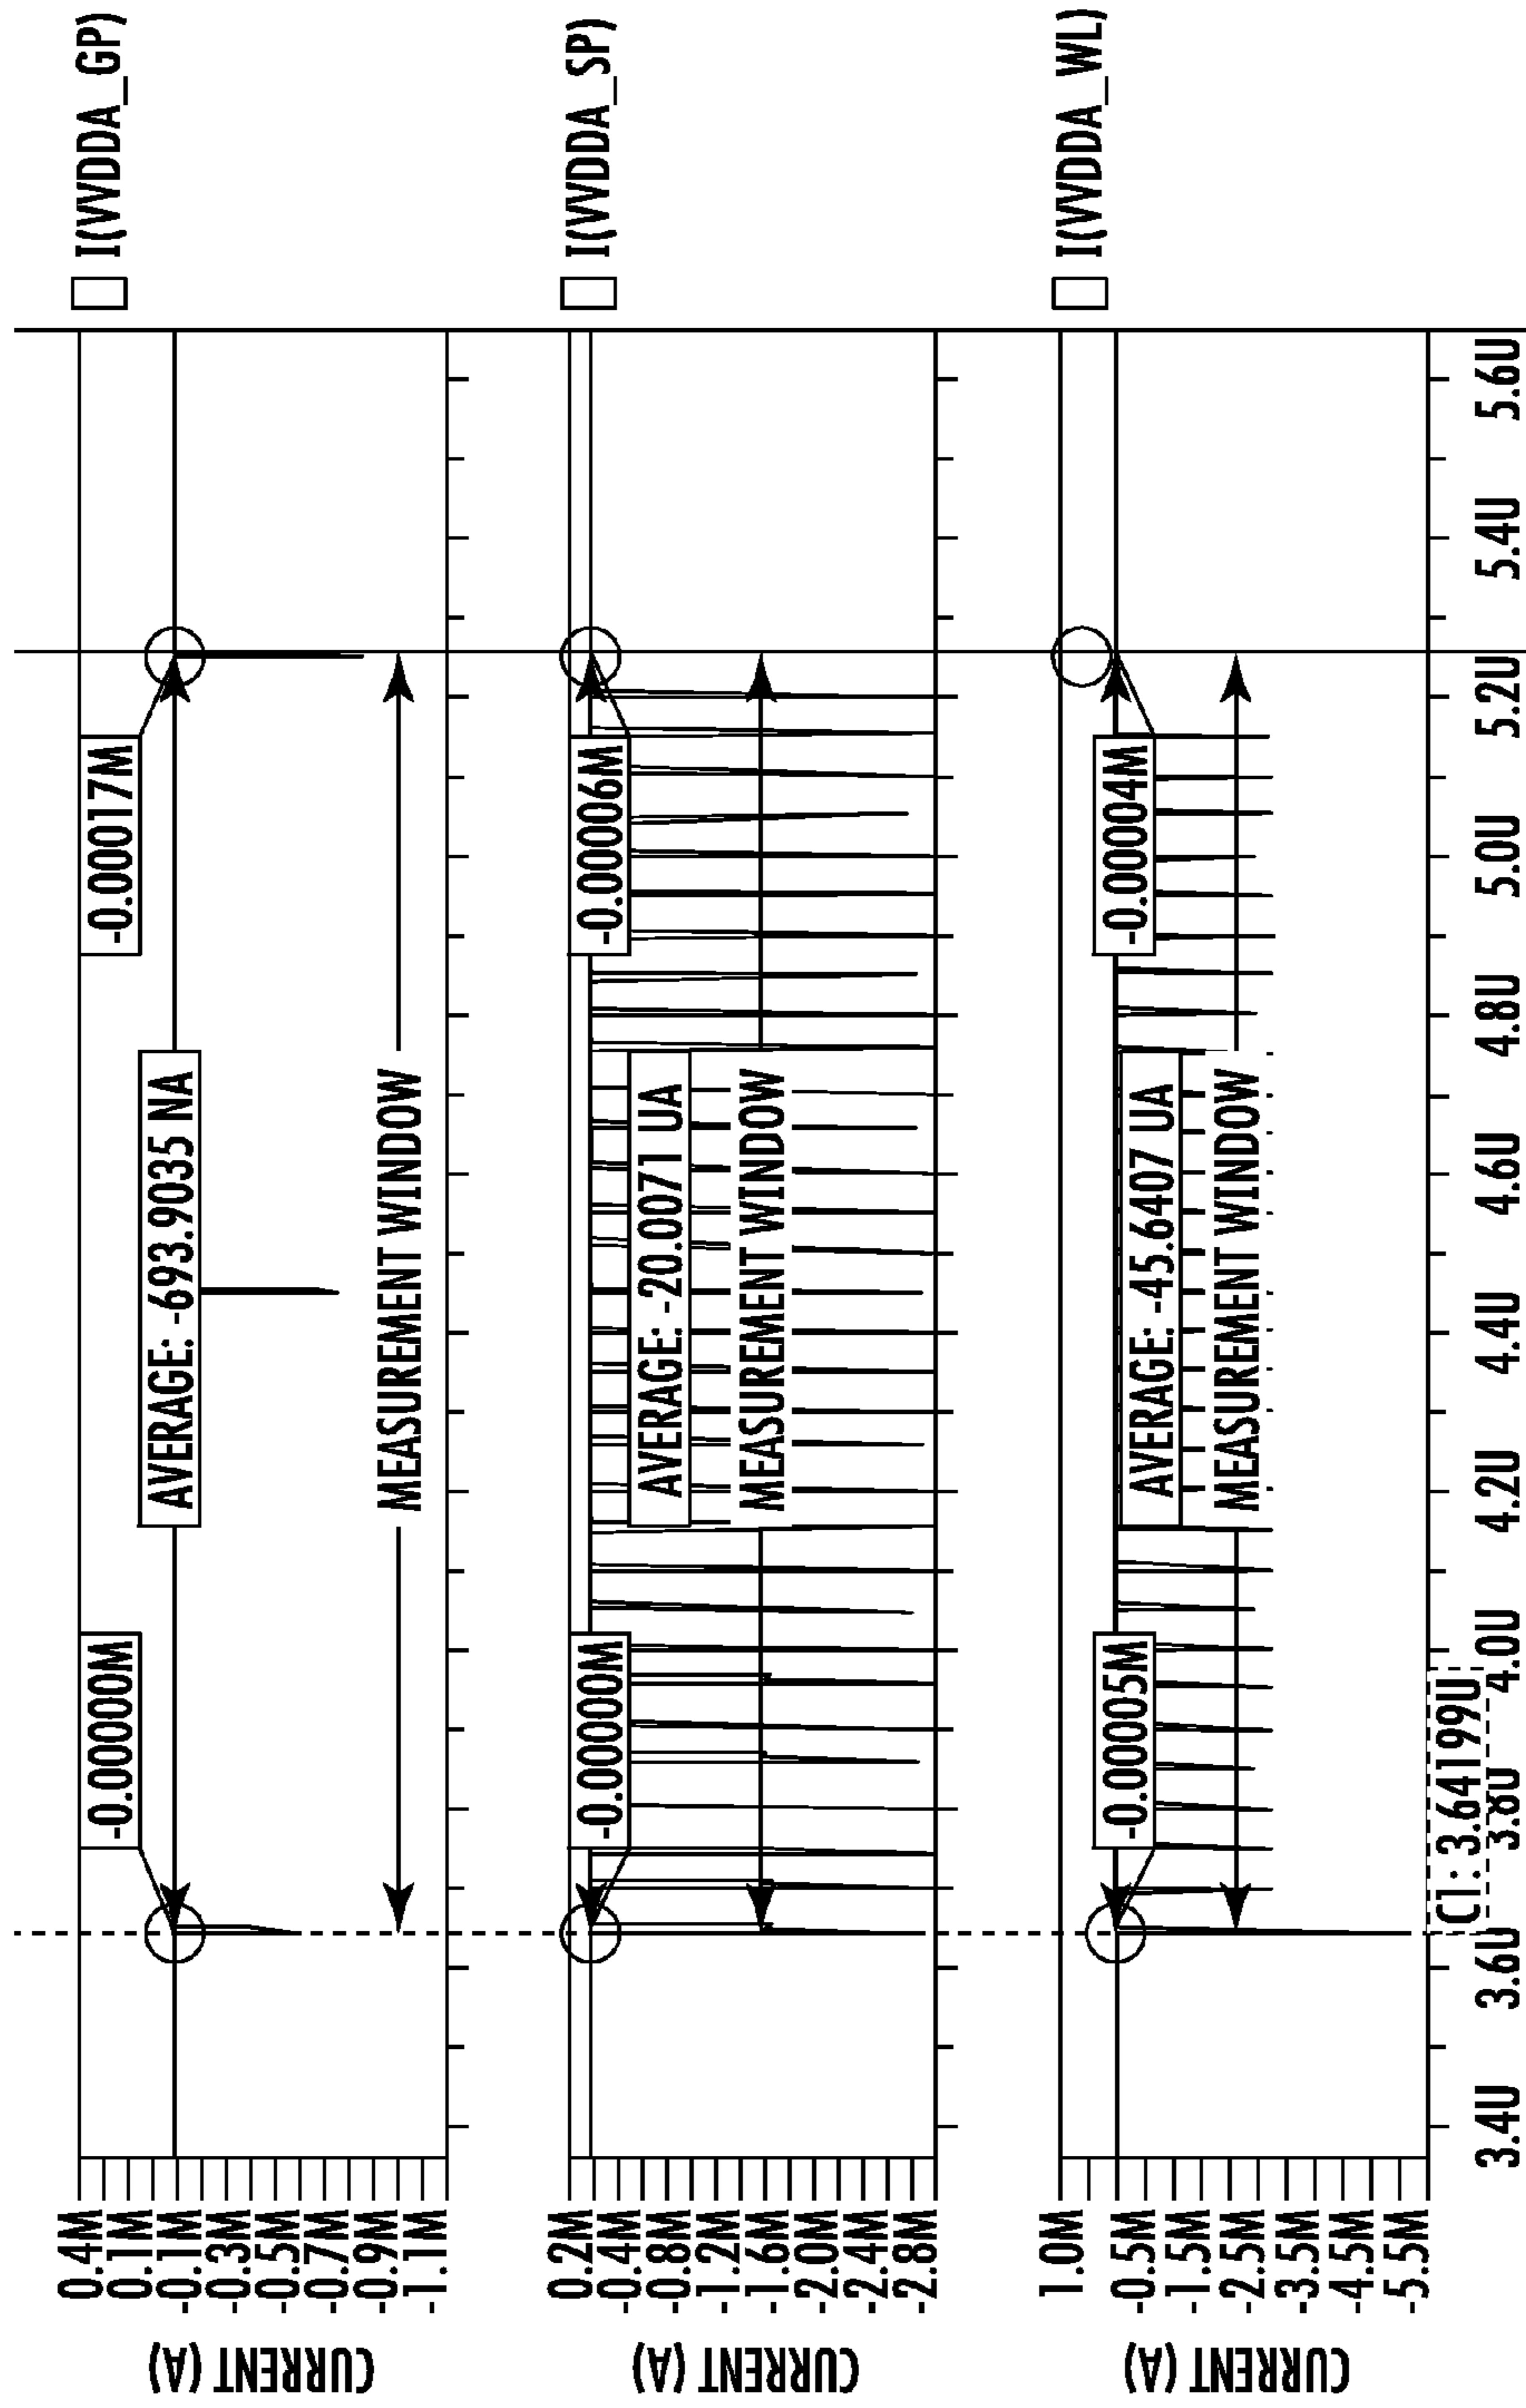 CURRENT (A)
0.4M
0.1M
-0.1M
-0.3M
-0.5M
-0.7M
-0.9M
-1.1M
-0.00000M
AVERAGE: -693.9035 NA
-0.00017M
MEASUREMENT WINDOW
I(VVDDA_GP)
CURRENT (A)
0.2M
-0.4M
-0.8M
-1.2M
-1.6M
-2.0M
-2.4M
-2.8M
-0.00000M
AVERAGE: -20.0071 UA
-0.00006M
MEASUREMENT WINDOW
I(VVDDA_SP)
CURRENT (A)
1.0M
-0.5M
-1.5M
-2.5M
-3.5M
-4.5M
-5.5M
-0.00005M
AVERAGE: -45.6407 UA
-0.00004M
MEASUREMENT WINDOW
I(VVDDA_WL)
C1: 3.64199U
3.4U 3.6U 3.8U 4.0U 4.2U 4.4U 4.6U 4.8U 5.0U 5.2U 5.4U 5.6U